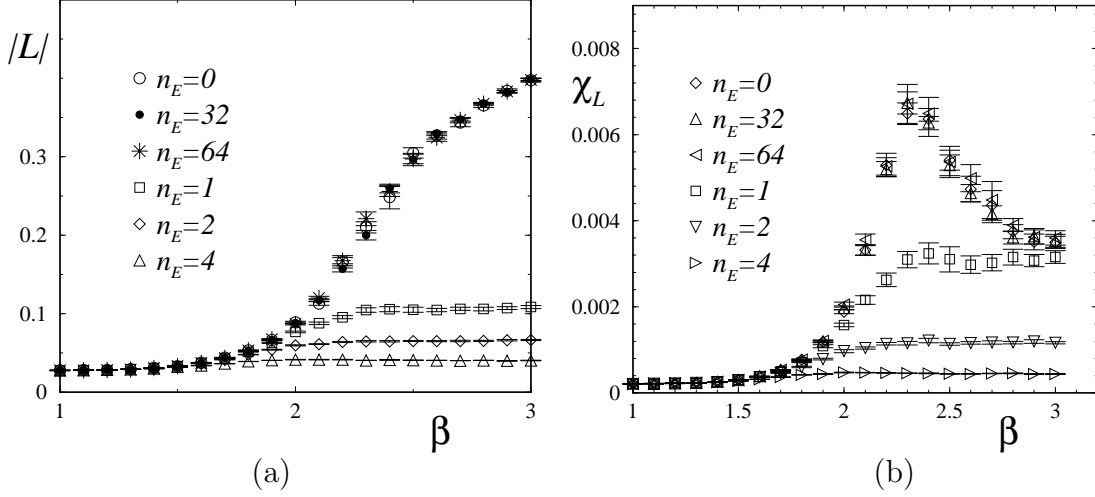 |L|
0.3
0.2
0.1
0
1
2
3
β
n_E=0
n_E=32
n_E=64
n_E=1
n_E=2
n_E=4
(a)
χ_L
0.008
0.006
0.004
0.002
0
1
1.5
2
2.5
3
β
n_E=0
n_E=32
n_E=64
n_E=1
n_E=2
n_E=4
(b)